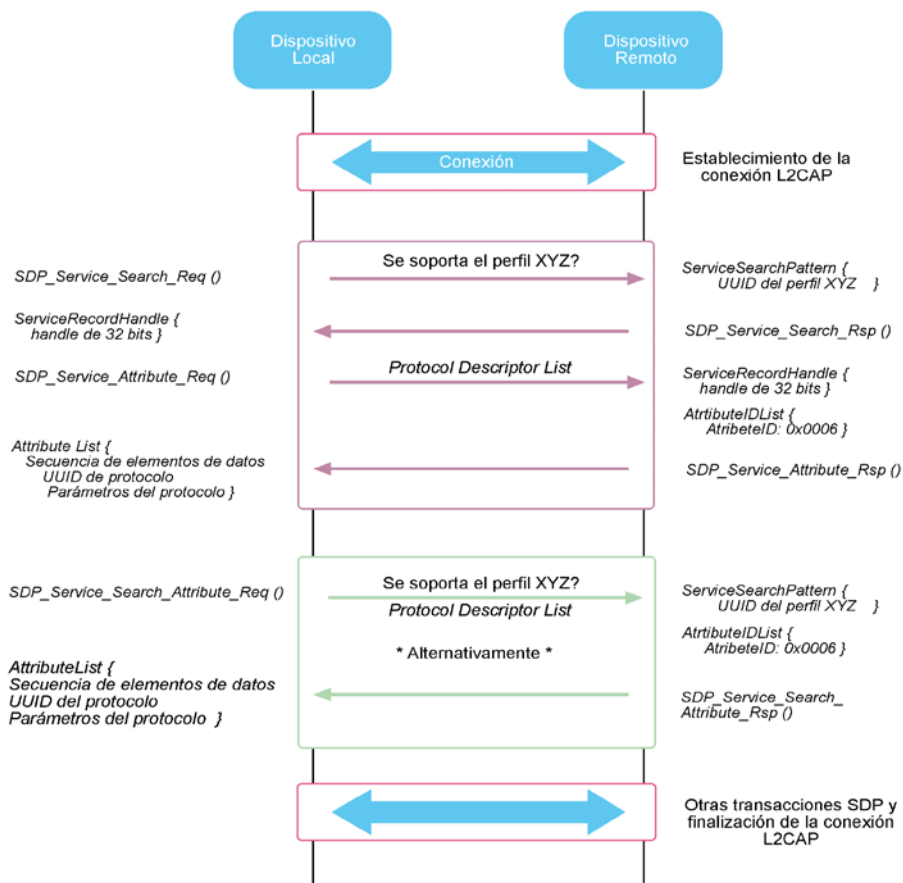 Dispositivo
Local
Dispositivo
Remoto
Conexión
Establecimiento de la
conexión L2CAP
SDP_Service_Search_Req ()
Se soporta el perfil XYZ?
ServiceSearchPattern {
UUID del perfil XYZ }
ServiceRecordHandle {
handle de 32 bits }
SDP_Service_Search_Rsp ()
SDP_Service_Attribute_Req ()
Protocol Descriptor List
ServiceRecordHandle {
handle de 32 bits }
AtrtibuteIDList {
AtribeteID: 0x0006 }
Attribute List {
Secuencia de elementos de datos
UUID de protocolo
Parámetros del protocolo }
SDP_Service_Attribute_Rsp ()
SDP_Service_Search_Attribute_Req ()
Se soporta el perfil XYZ?
Protocol Descriptor List
ServiceSearchPattern {
UUID del perfil XYZ }
AtrtibuteIDList {
AtribeteID: 0x0006 }
* Alternativamente *
AttributeList {
Secuencia de elementos de datos
UUID del protocolo
Parámetros del protocolo }
SDP_Service_Search_
Attribute_Rsp ()
Otras transacciones SDP y
finalización de la conexión
L2CAP